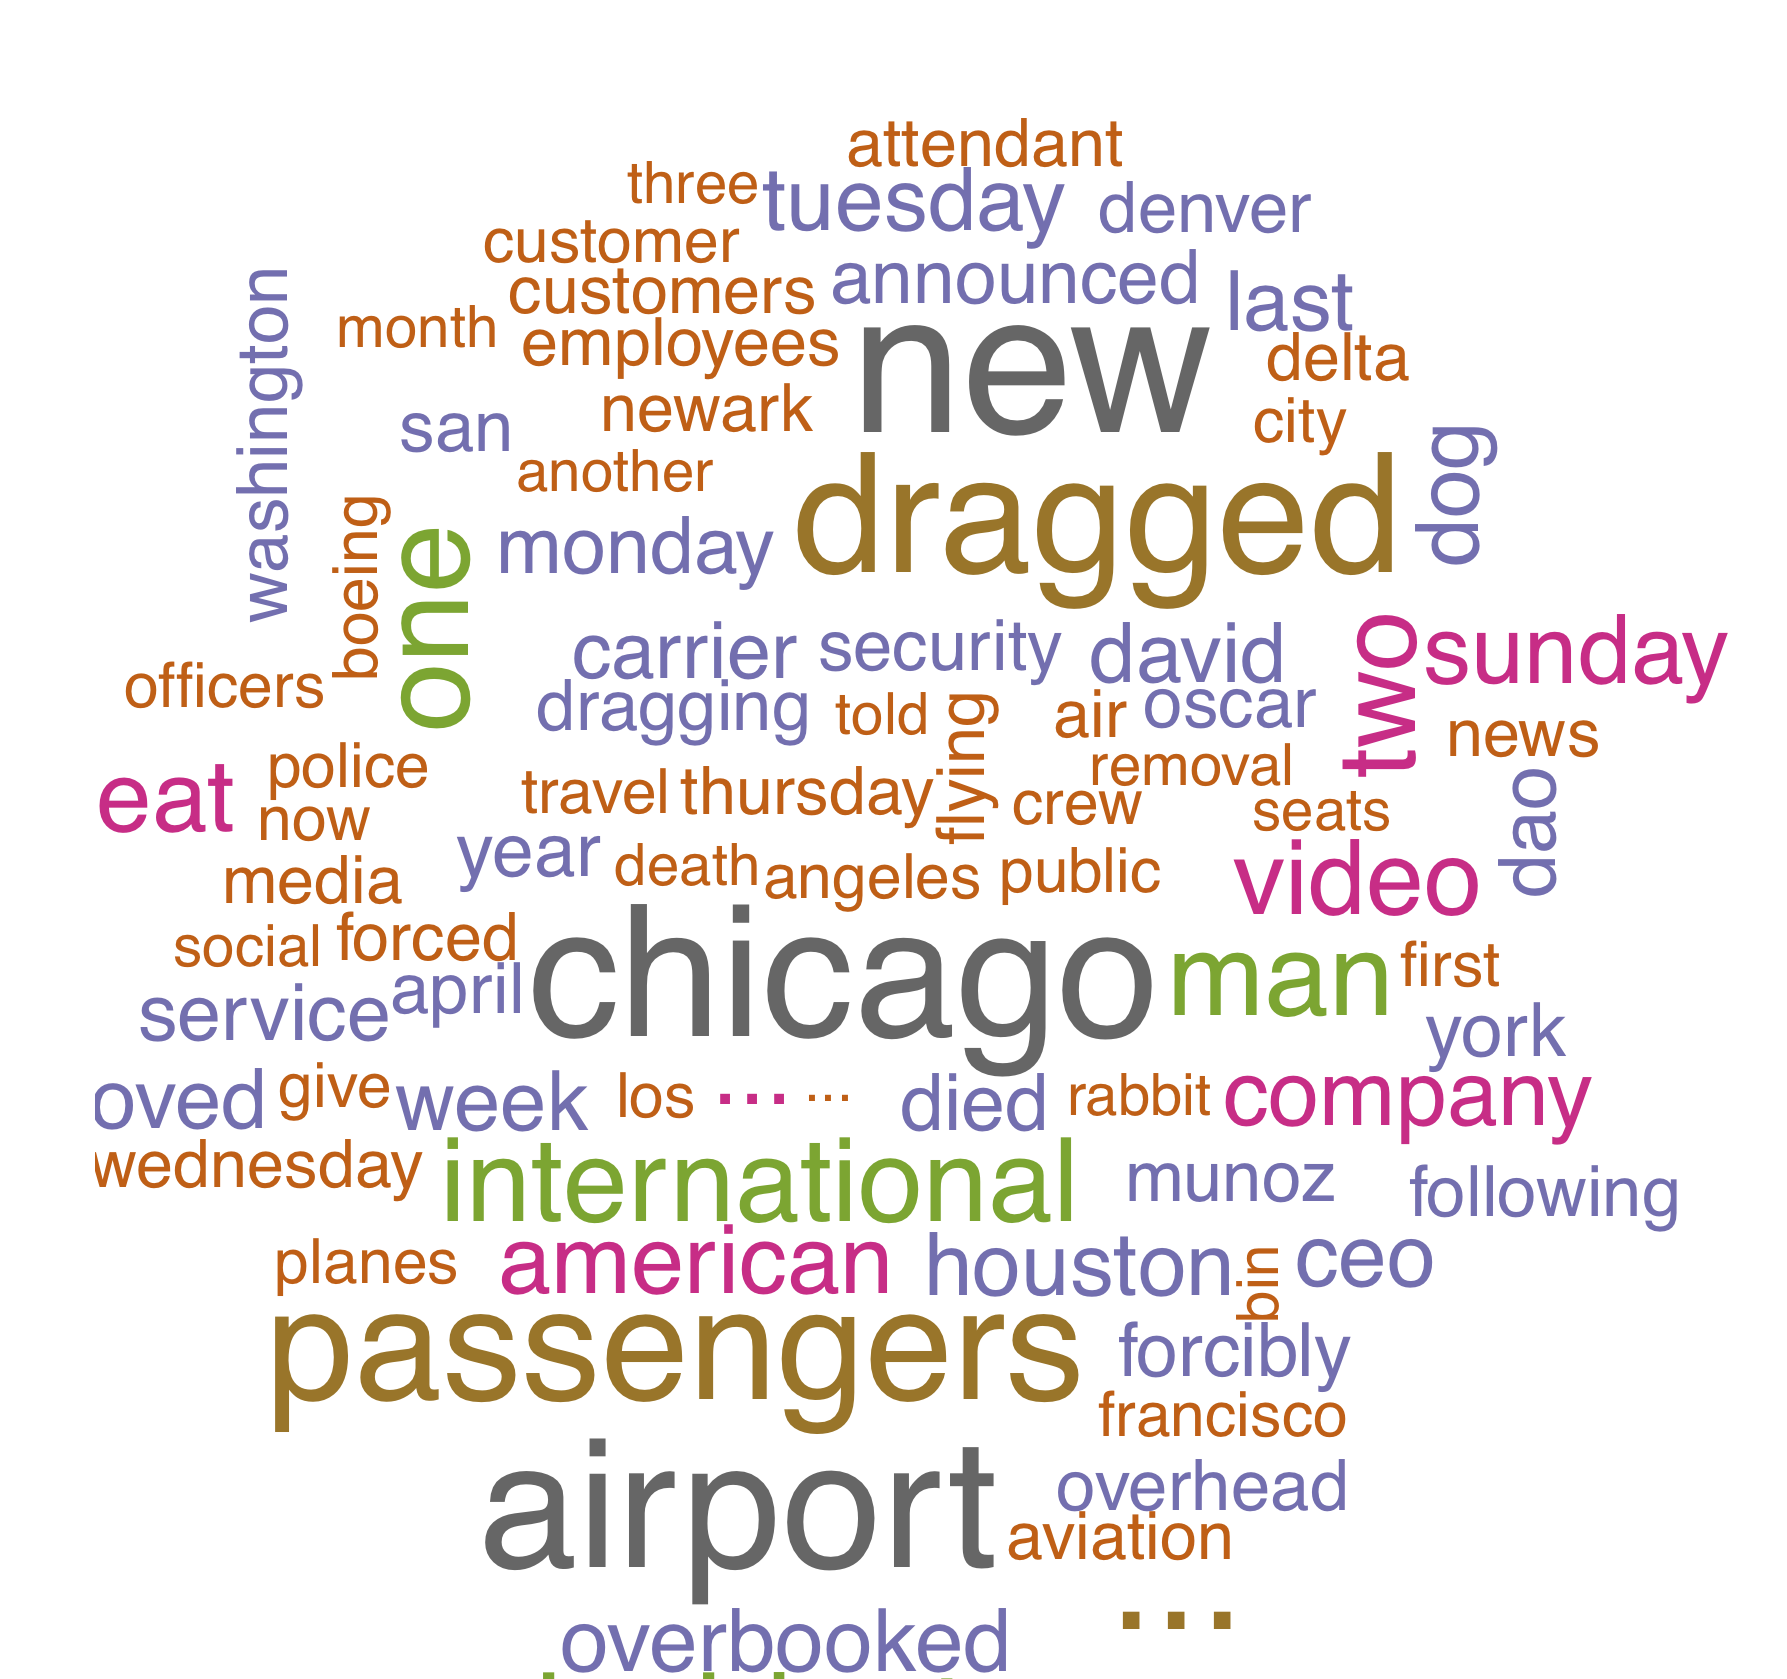 attendant
three
tuesday
denver
customer
announced
washington
customers
last
month
employees
new
delta
san
newark
city
another
dog
dragged
boeing
one
monday
carrier
security
david
two
sunday
officers
dragging
told
flying
air
oscar
news
police
eat
travel
thursday
removal
now
crew
seats
dao
year
death
angeles
public
video
media
social
forced
chicago
man
first
april
service
york
oved
give
week
los
...
...
died
rabbit
company
wednesday
international
munoz
following
planes
american
houston
bin
ceo
passengers
forcibly
francisco
airport
overhead
aviation
overbooked
...